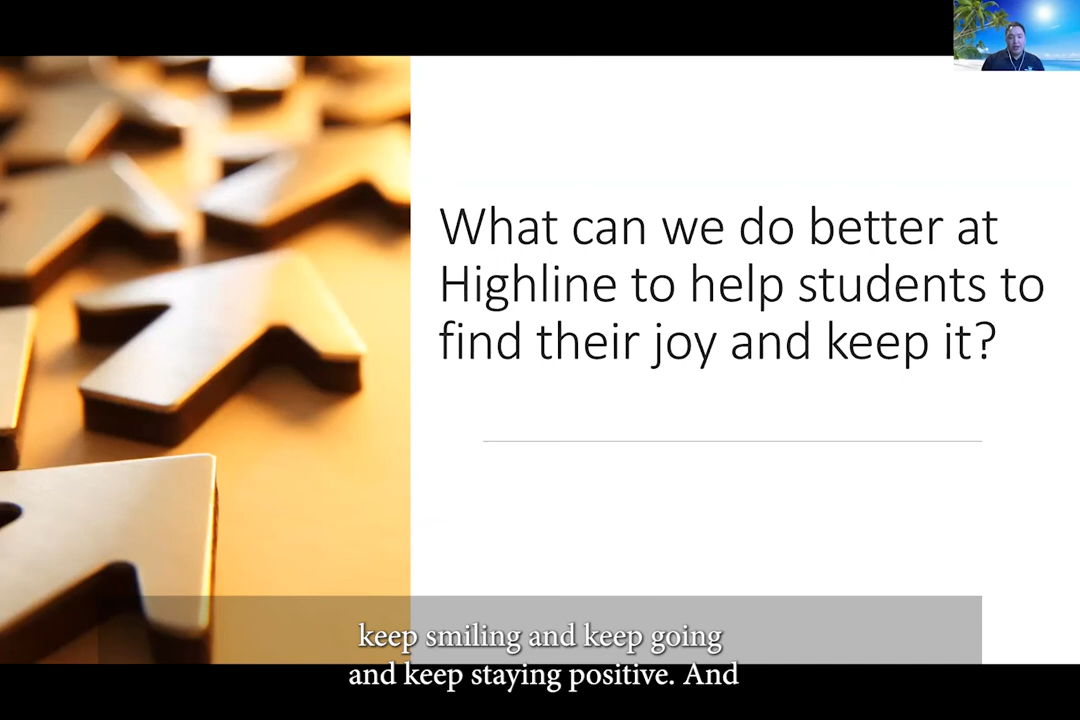 What can we do better at
Highline to help students to
find their joy and keep it?
keep smiling and keep going
and keep staying positive. And